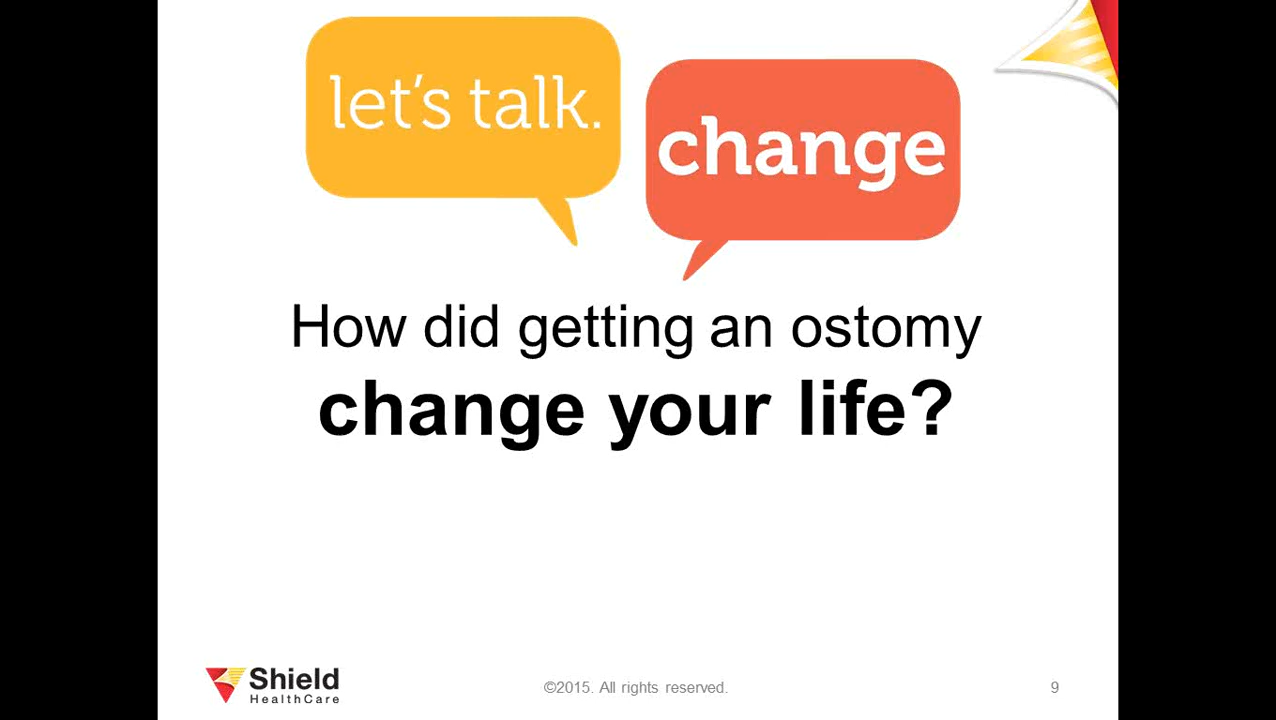 let's talk.
change
How did getting an ostomy
change your life?
Shield
HealthCare
©2015. All rights reserved.
9